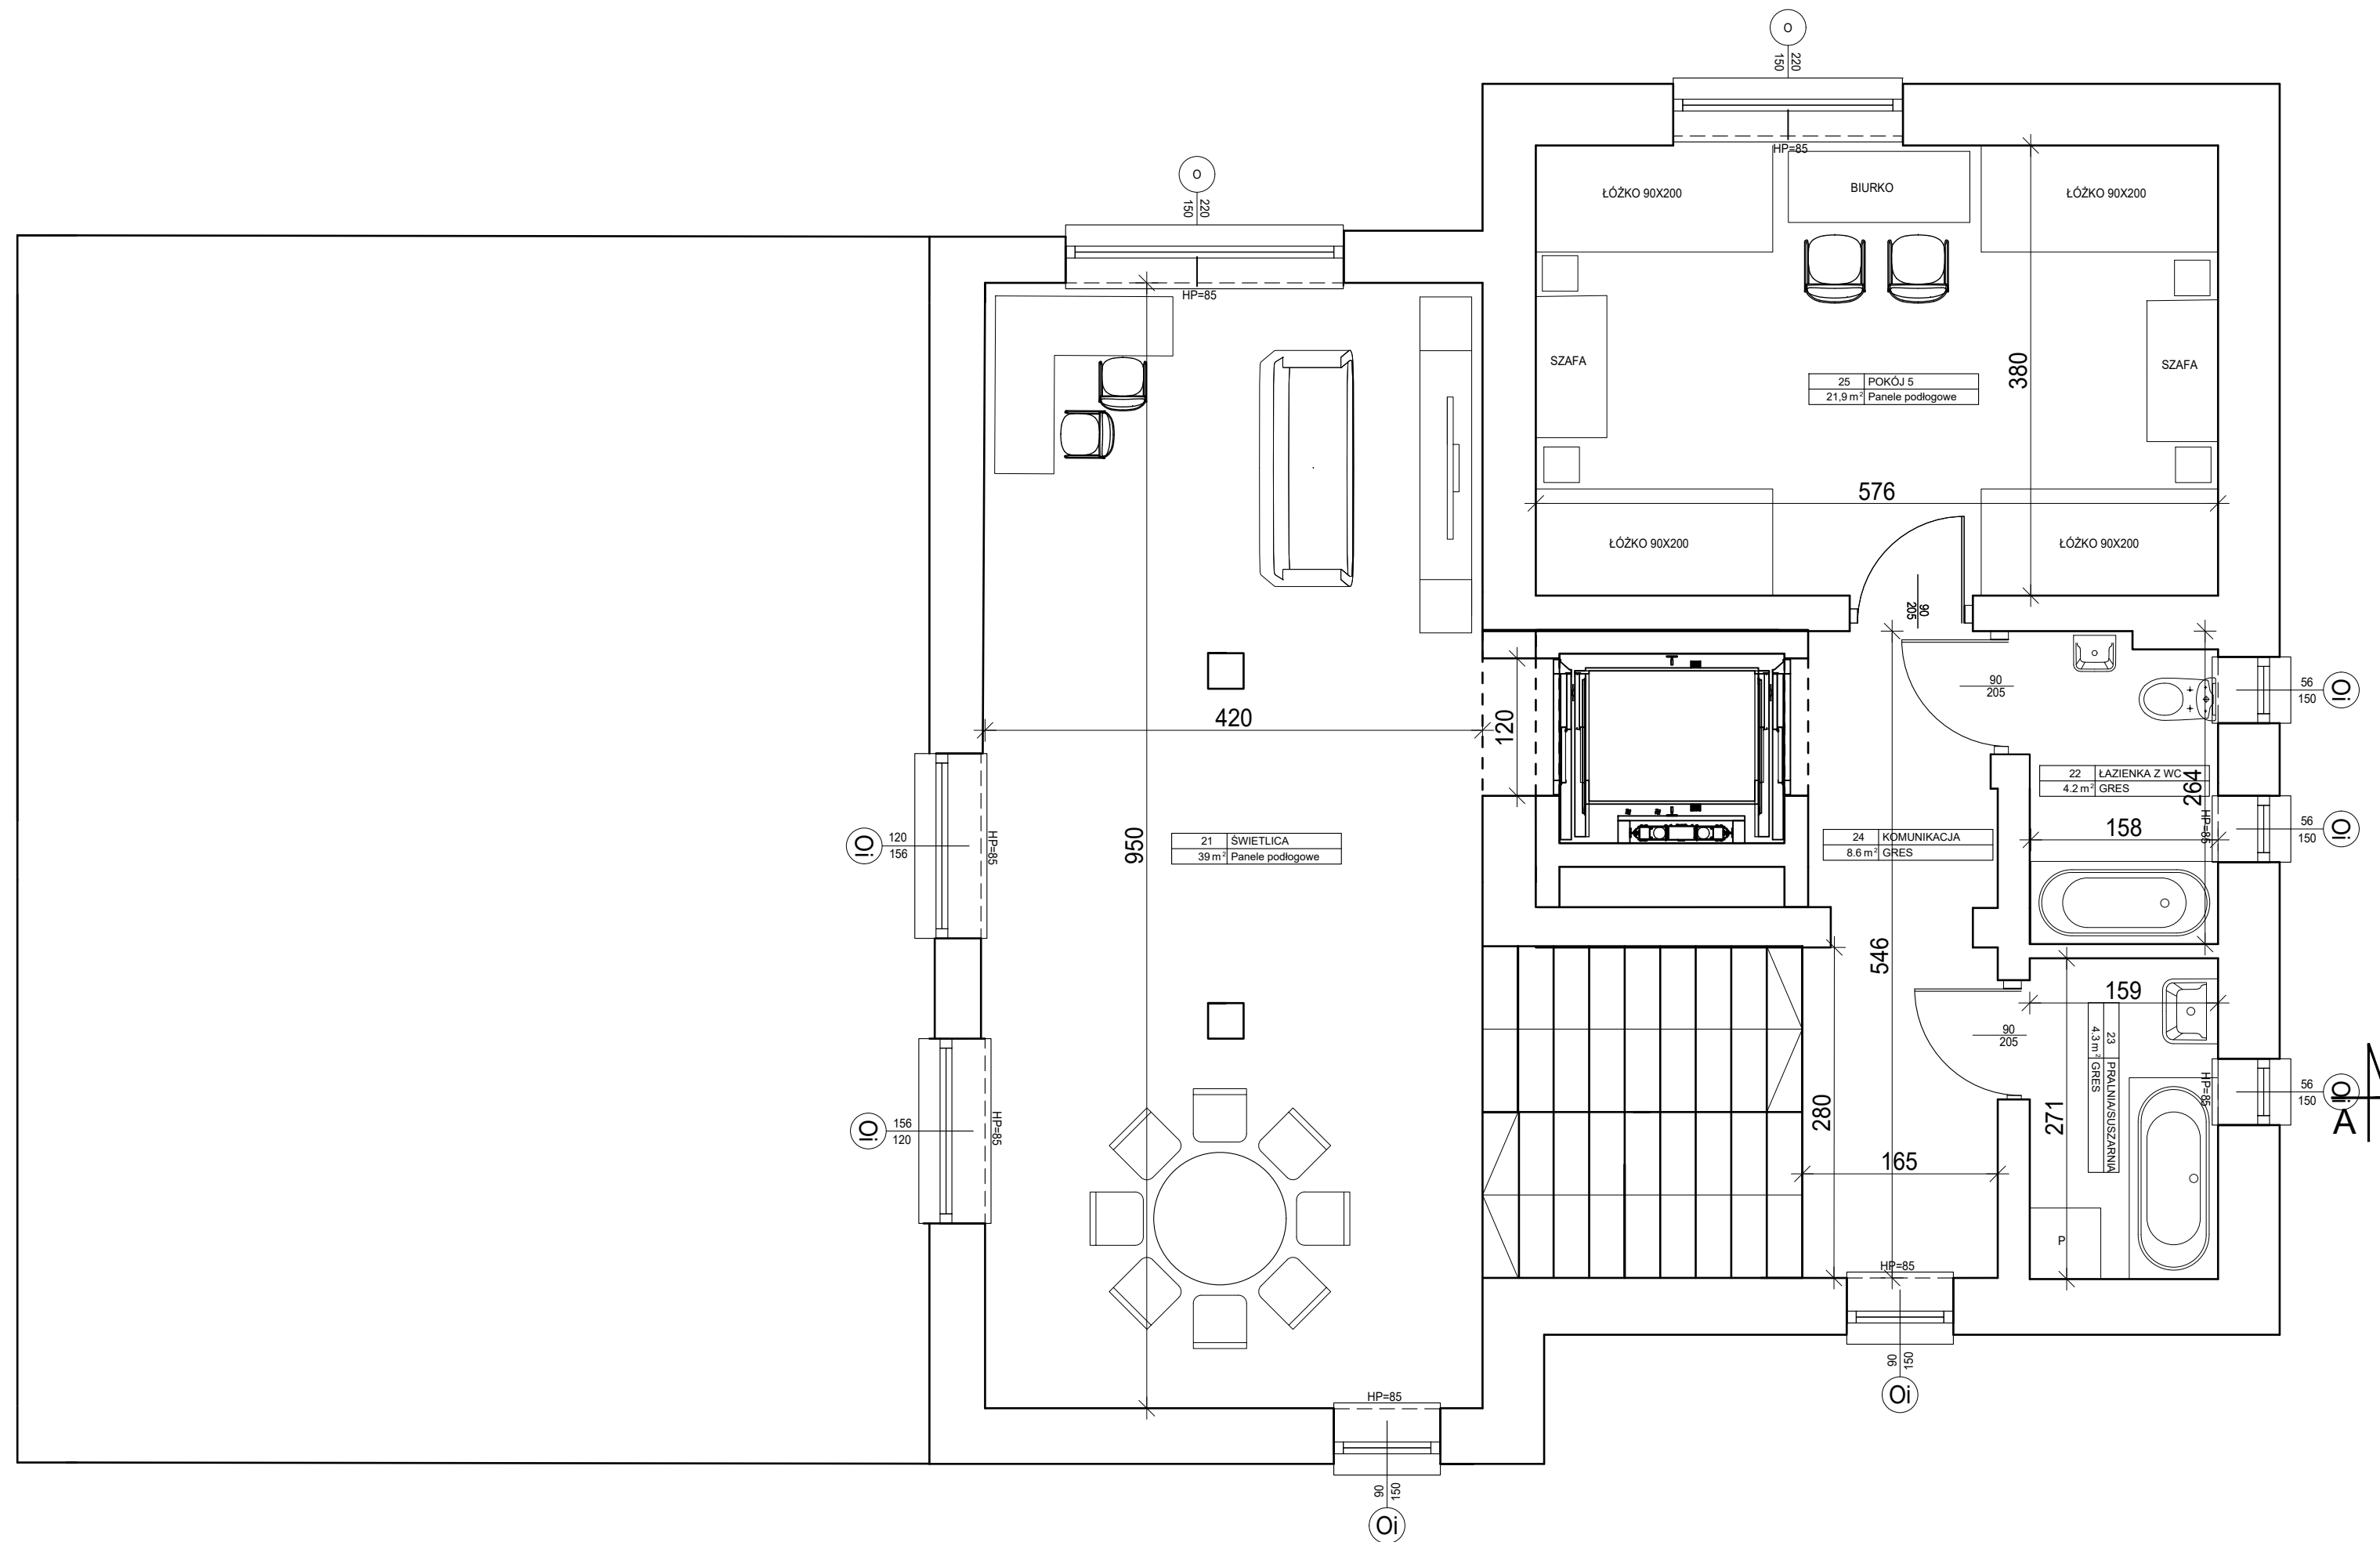 O
150
220
O
150
220
HP=85
HP=85
ŁÓŻKO 90X200
BIURKO
ŁÓŻKO 90X200
SZAFA
380
SZAFA
25 POKÓJ 5
21,9 m² Panele podłogowe
576
ŁÓŻKO 90X200
ŁÓŻKO 90X200
90
205
90
205
56
150
Oi
420
120
22 ŁAZIENKA Z WC
4.2 m² GRES
264
HP=85
158
56
150
Oi
Oi
120
156
HP=85
950
21 ŚWIETLICA
39 m² Panele podłogowe
24 KOMUNIKACJA
8.6 m² GRES
546
159
90
205
23 PRALNIA/SUSZARNIA
4.3 m² GRES
HP=85
56
150
Oi
A
Oi
156
120
HP=85
280
271
165
P
HP=85
90
150
Oi
HP=85
90
150
Oi